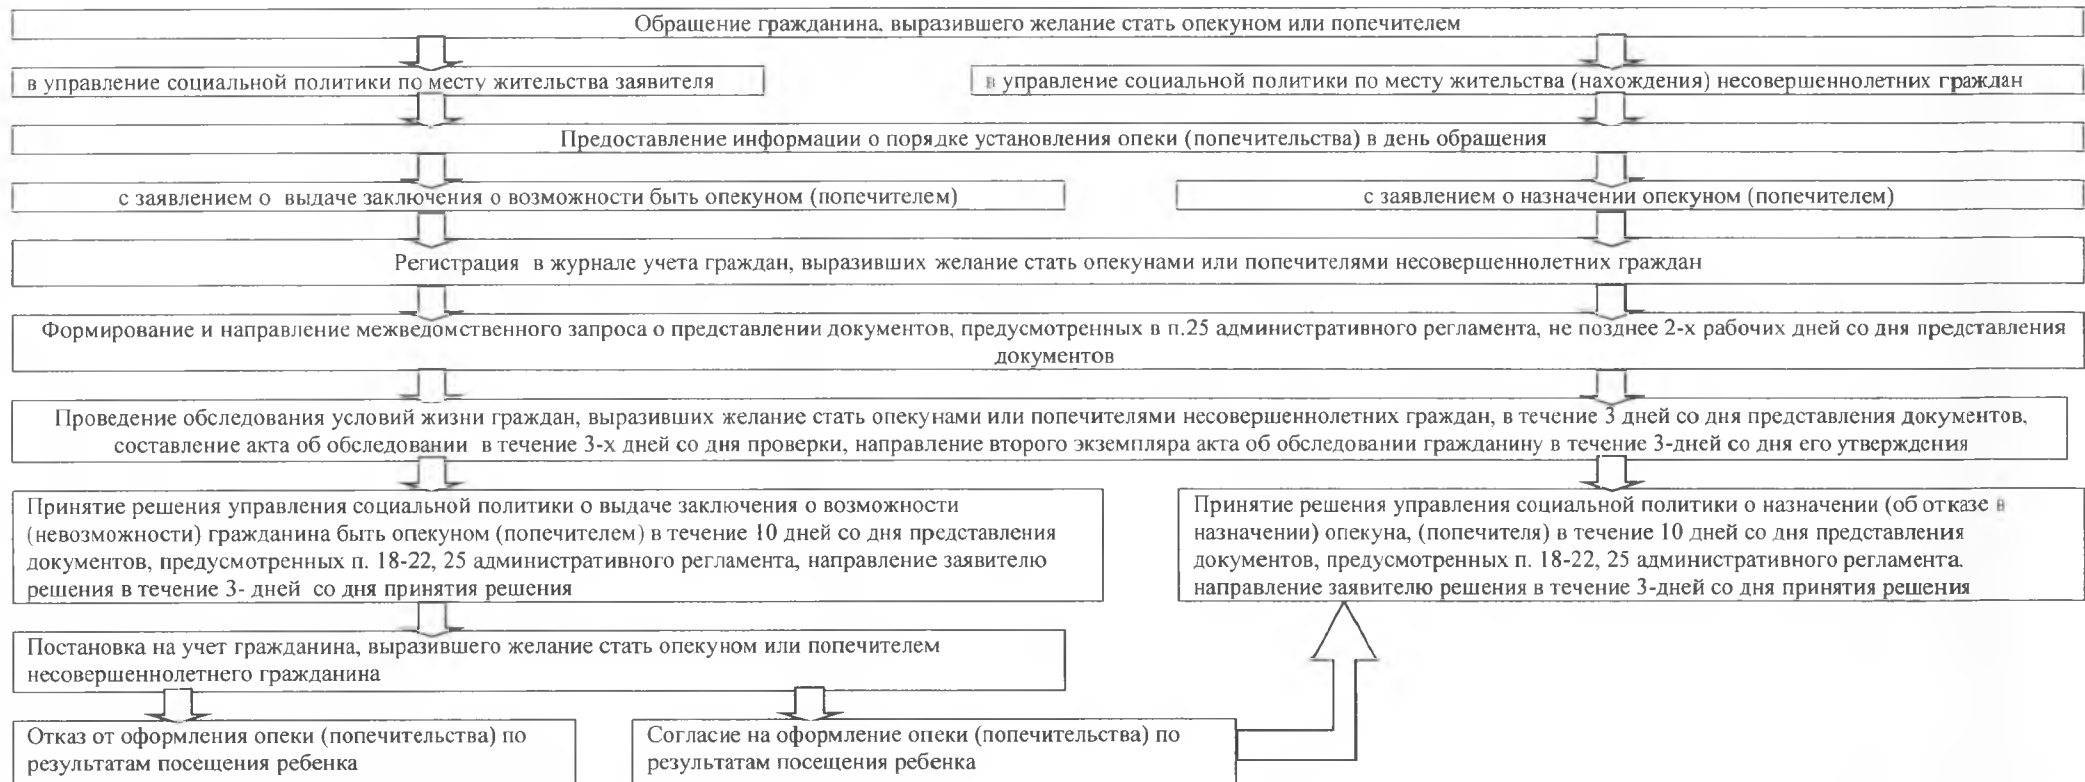 Обращение гражданина, выразившего желание стать опекуном или попечителем
в управление социальной политики по месту жительства заявителя
в управление социальной политики по месту жительства (нахождения) несовершеннолетних граждан
Предоставление информации о порядке установления опеки (попечительства) в день обращения
с заявлением о выдаче заключения о возможности быть опекуном (попечителем)
с заявлением о назначении опекуном (попечителем)
Регистрация в журнале учета граждан, выразивших желание стать опекунами или попечителями несовершеннолетних граждан
Формирование и направление межведомственного запроса о представлении документов, предусмотренных в п.25 административного регламента, не позднее 2-х рабочих дней со дня представления
документов
Проведение обследования условий жизни граждан, выразивших желание стать опекунами или попечителями несовершеннолетних граждан, в течение 3 дней со дня представления документов,
составление акта об обследовании в течение 3-х дней со дня проверки, направление второго экземпляра акта об обследовании гражданину в течение 3-дней со дня его утверждения
Принятие решения управления социальной политики о выдаче заключения о возможности
(невозможности) гражданина быть опекуном (попечителем) в течение 10 дней со дня представления
документов, предусмотренных п. 18-22, 25 административного регламента, направление заявителю
решения в течение 3- дней со дня принятия решения
Принятие решения управления социальной политики о назначении (об отказе в
назначении) опекуна, (попечителя) в течение 10 дней со дня представления
документов, предусмотренных п. 18-22, 25 административного регламента.
направление заявителю решения в течение 3-дней со дня принятия решения
Постановка на учет гражданина, выразившего желание стать опекуном или попечителем
несовершеннолетнего гражданина
Отказ от оформления опеки (попечительства) по
результатам посещения ребенка
Согласие на оформление опеки (попечительства) по
результатам посещения ребенка